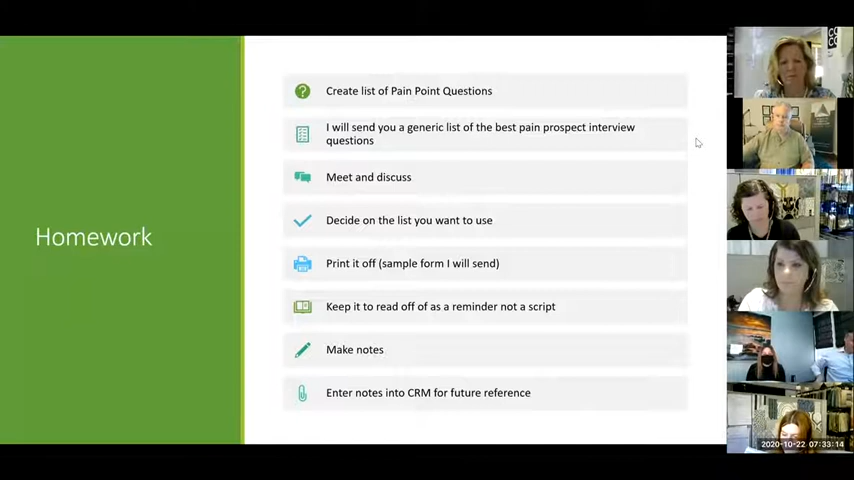 Homework
Create list of Pain Point Questions
I will send you a generic list of the best pain prospect interview
questions
Meet and discuss
Decide on the list you want to use
Print it off (sample form I will send)
Keep it to read off of as a reminder not a script
Make notes
Enter notes into CRM for future reference
2020-10-22 07:33:14